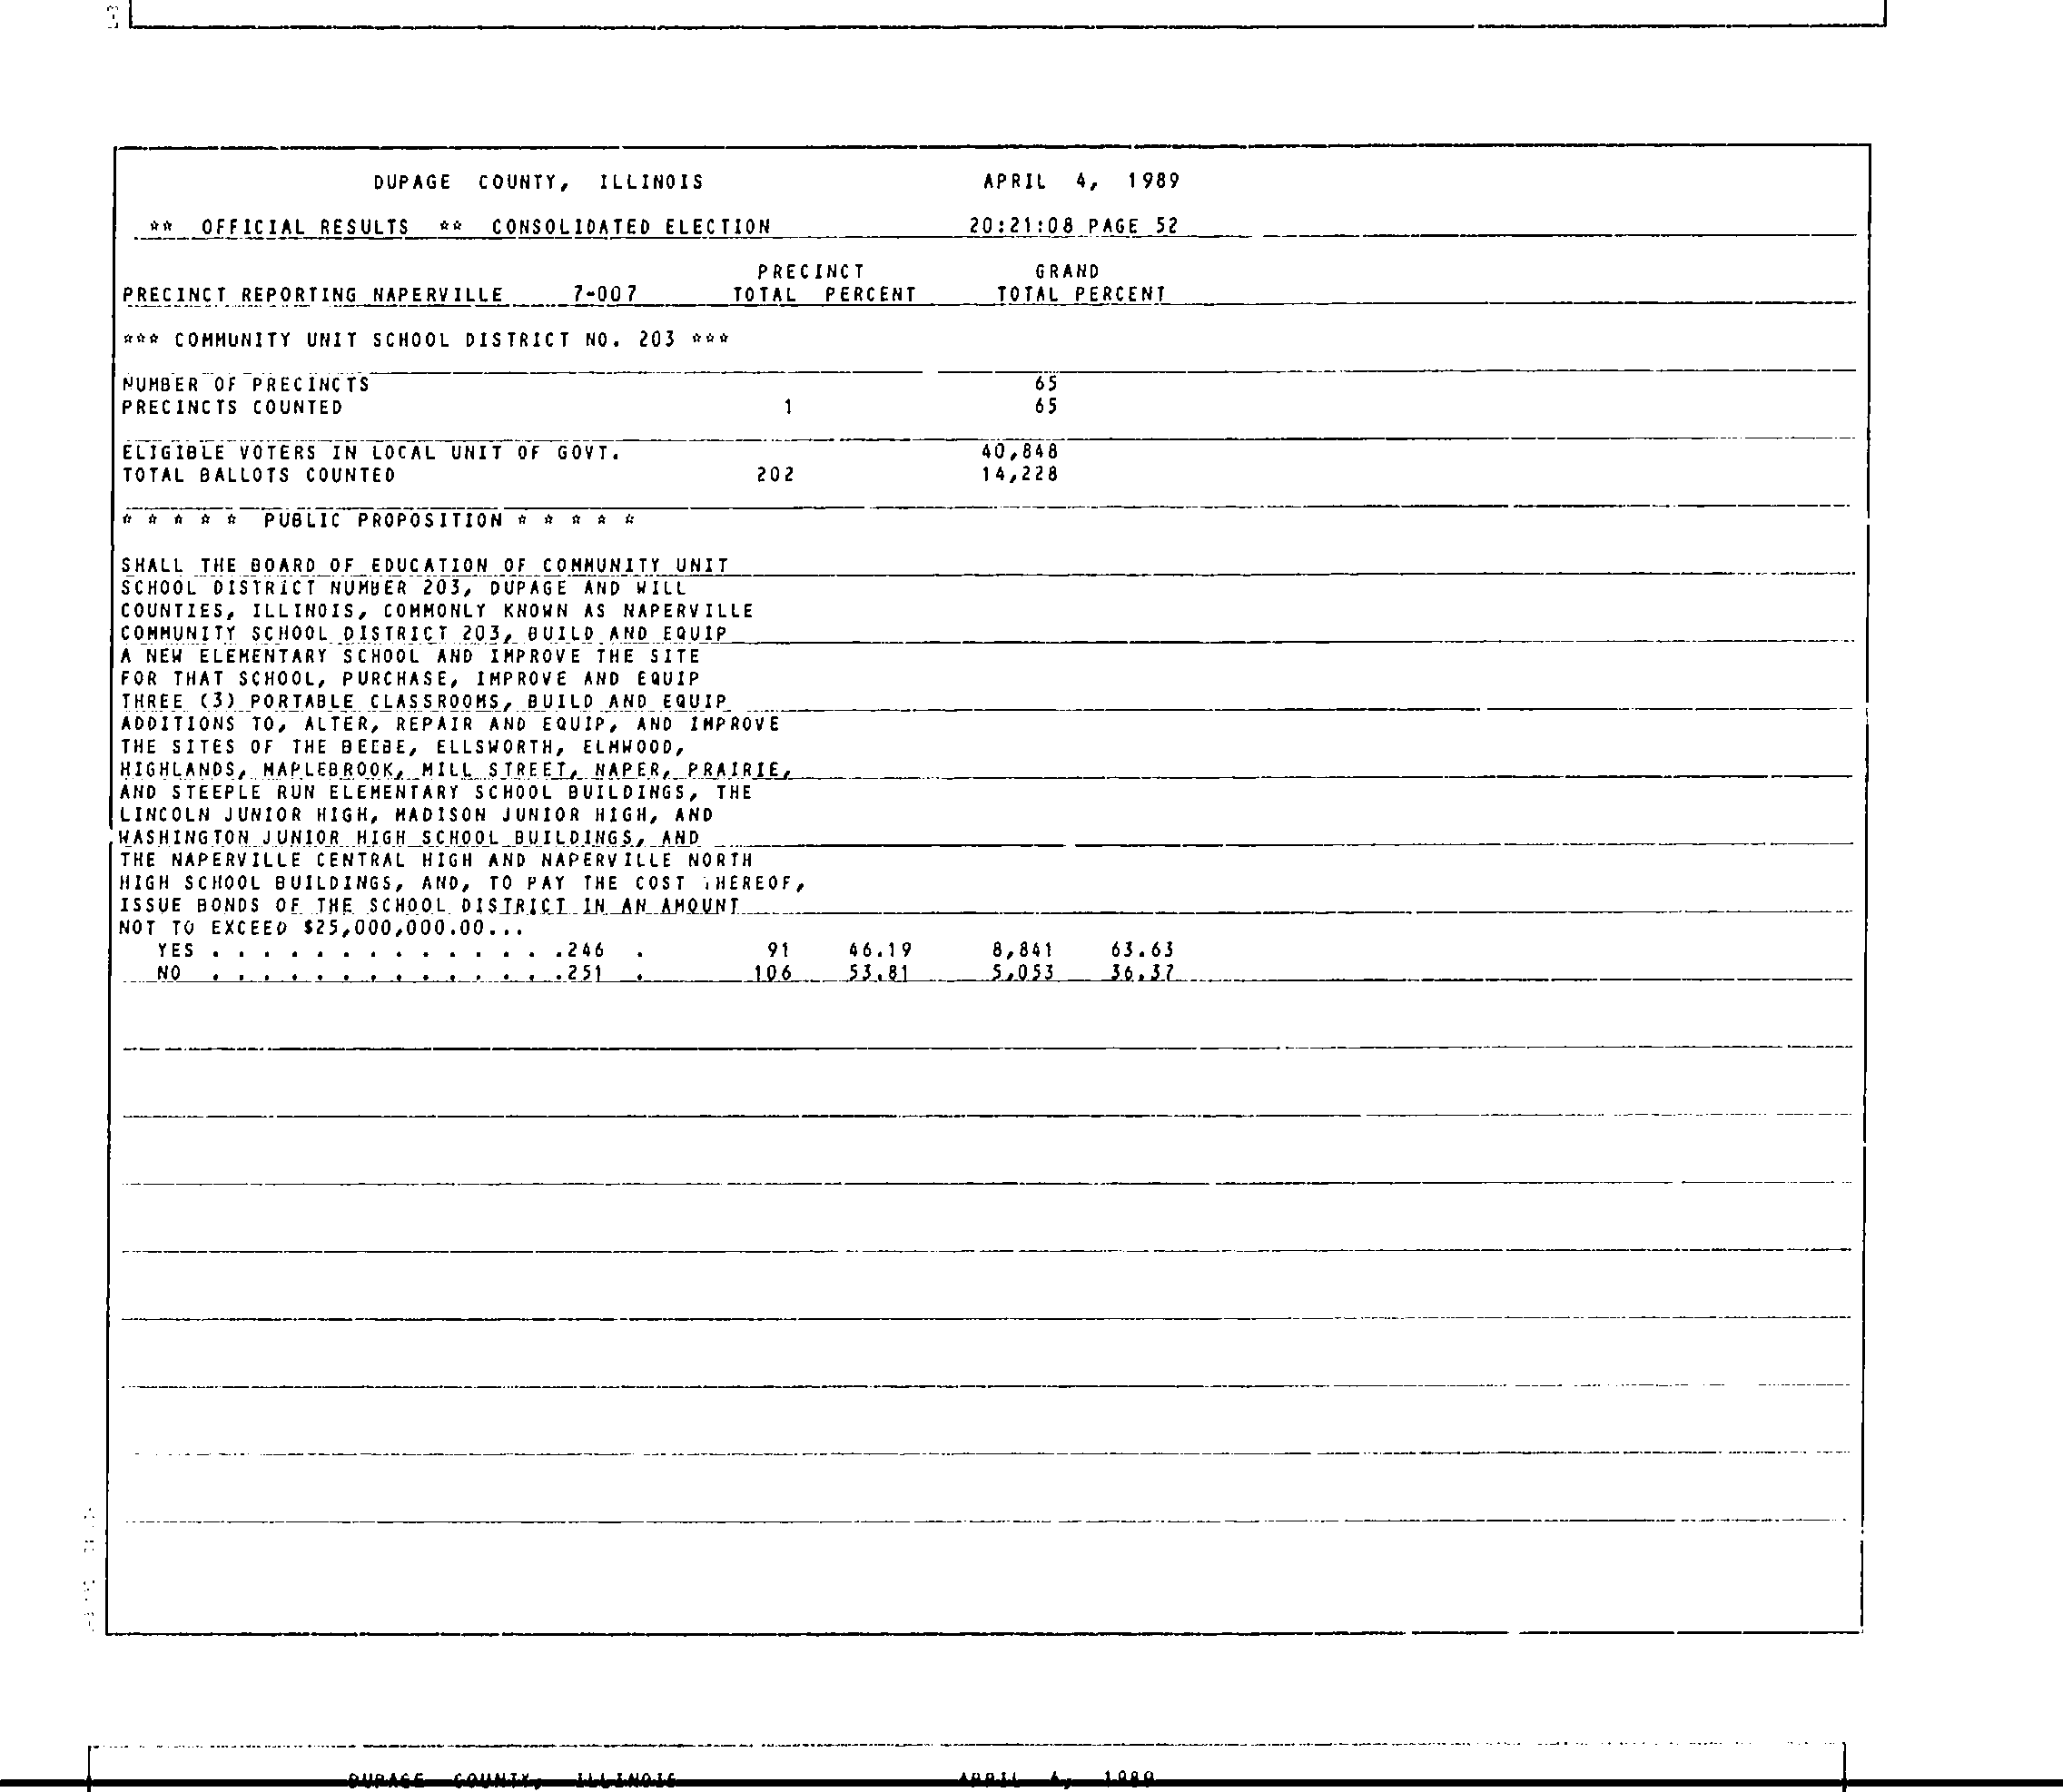 DUPAGE COUNTY, ILLINOIS APRIL 4, 1989
** OFFICIAL RESULTS ** CONSOLIDATED ELECTION 20:21:08 PAGE 52
PRECINCT GRAND
PRECINCT REPORTING NAPERVILLE 7-007 TOTAL PERCENT TOTAL PERCENT
*** COMMUNITY UNIT SCHOOL DISTRICT NO. 203 ***
NUMBER OF PRECINCTS 65
PRECINCTS COUNTED 1 65
ELIGIBLE VOTERS IN LOCAL UNIT OF GOVT. 40,848
TOTAL BALLOTS COUNTED 202 14,228
* * * * * PUBLIC PROPOSITION * * * * *
SHALL THE BOARD OF EDUCATION OF COMMUNITY UNIT
SCHOOL DISTRICT NUMBER 203, DUPAGE AND WILL
COUNTIES, ILLINOIS, COMMONLY KNOWN AS NAPERVILLE
COMMUNITY SCHOOL DISTRICT 203, BUILD AND EQUIP
A NEW ELEMENTARY SCHOOL AND IMPROVE THE SITE
FOR THAT SCHOOL, PURCHASE, IMPROVE AND EQUIP
THREE (3) PORTABLE CLASSROOMS, BUILD AND EQUIP
ADDITIONS TO, ALTER, REPAIR AND EQUIP, AND IMPROVE
THE SITES OF THE BEEBE, ELLSWORTH, ELMWOOD,
HIGHLANDS, MAPLEBROOK, MILL STREET, NAPER, PRAIRIE,
AND STEEPLE RUN ELEMENTARY SCHOOL BUILDINGS, THE
LINCOLN JUNIOR HIGH, MADISON JUNIOR HIGH, AND
WASHINGTON JUNIOR HIGH SCHOOL BUILDINGS, AND
THE NAPERVILLE CENTRAL HIGH AND NAPERVILLE NORTH
HIGH SCHOOL BUILDINGS, AND, TO PAY THE COST THEREOF,
ISSUE BONDS OF THE SCHOOL DISTRICT IN AN AMOUNT
NOT TO EXCEED $25,000,000.00...
YES . . . . . . . . . . . . . .246 . 91 46.19 8,841 63.63
NO . . . . . . . . . . . . . .251 . 106 53.81 5,053 36.37
DUPAGE COUNTY, ILLINOIS APRIL 4, 1989